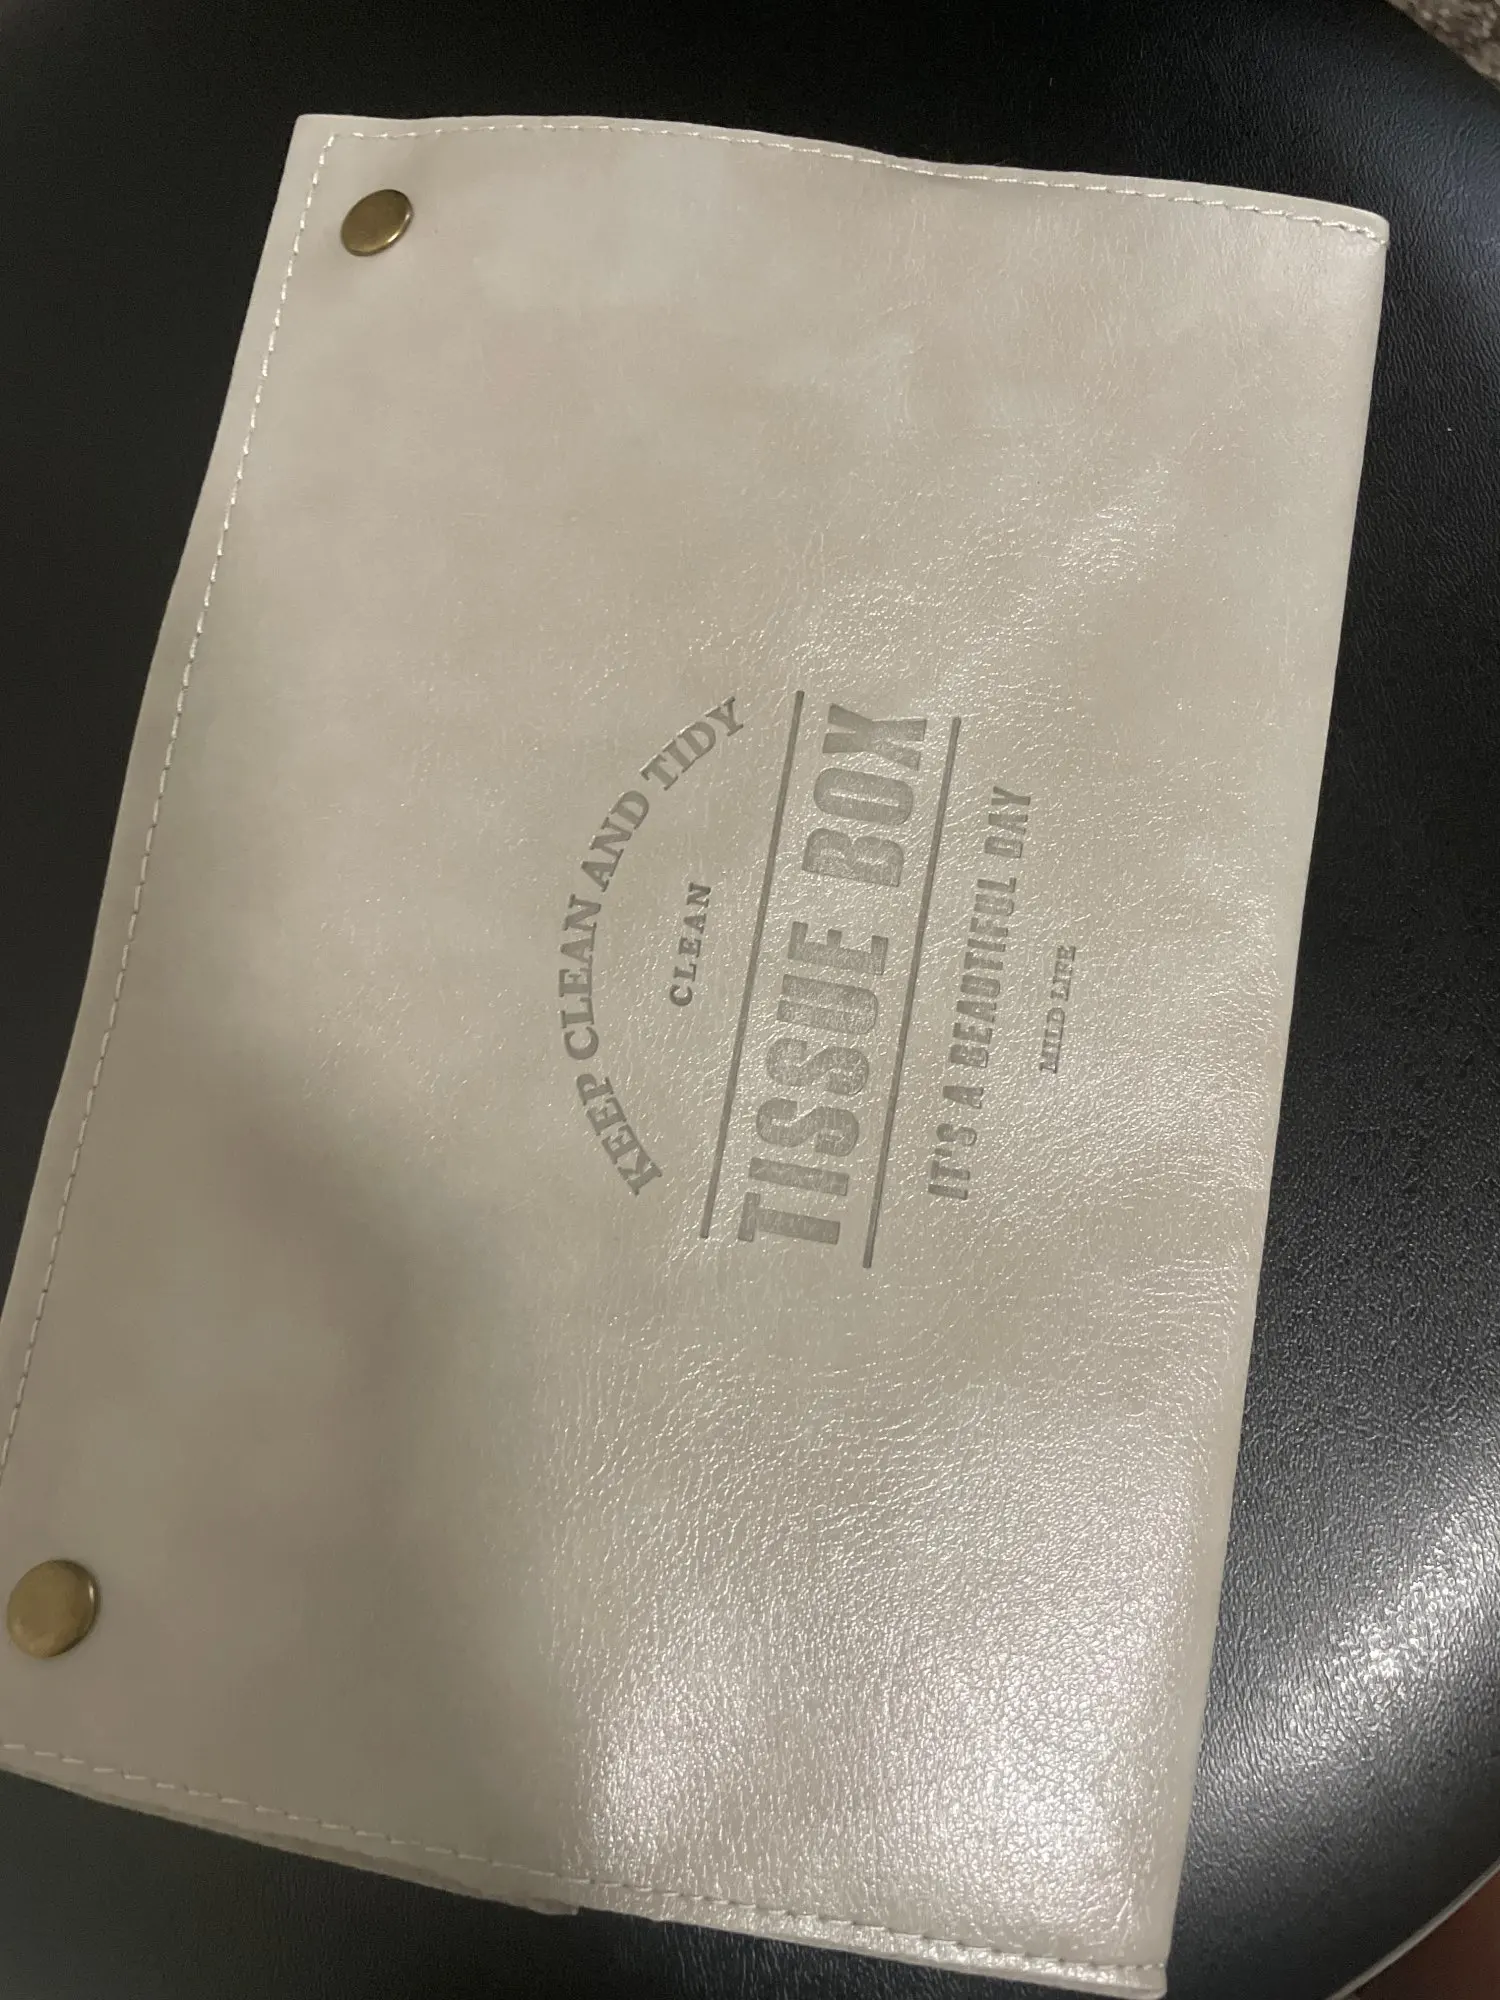 KEEP CLEAN AND TIDY
CLEAN
TISSUE BOX
IT'S A BEAUTIFUL DAY
MILD LIFE